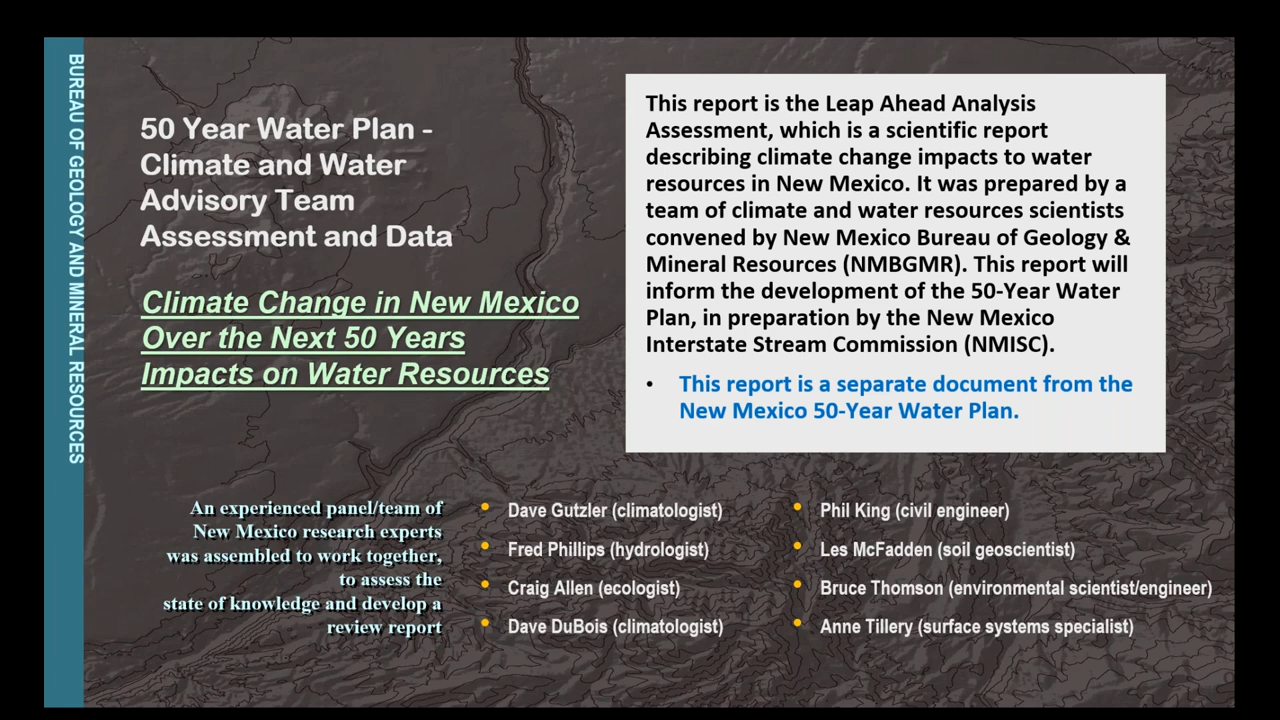 BUREAU OF GEOLOGY AND MINERAL RESOURCES
50 Year Water Plan -
Climate and Water
Advisory Team
Assessment and Data
Climate Change in New Mexico
Over the Next 50 Years
Impacts on Water Resources
This report is the Leap Ahead Analysis
Assessment, which is a scientific report
describing climate change impacts to water
resources in New Mexico. It was prepared by a
team of climate and water resources scientists
convened by New Mexico Bureau of Geology &
Mineral Resources (NMBGMR). This report will
inform the development of the 50-Year Water
Plan, in preparation by the New Mexico
Interstate Stream Commission (NMISC).
• This report is a separate document from the
New Mexico 50-Year Water Plan.
An experienced panel/team of
New Mexico research experts
was assembled to work together,
to assess the
state of knowledge and develop a
review report
• Dave Gutzler (climatologist)
• Fred Phillips (hydrologist)
• Craig Allen (ecologist)
• Dave DuBois (climatologist)
• Phil King (civil engineer)
• Les McFadden (soil geoscientist)
• Bruce Thomson (environmental scientist/engineer)
• Anne Tillery (surface systems specialist)